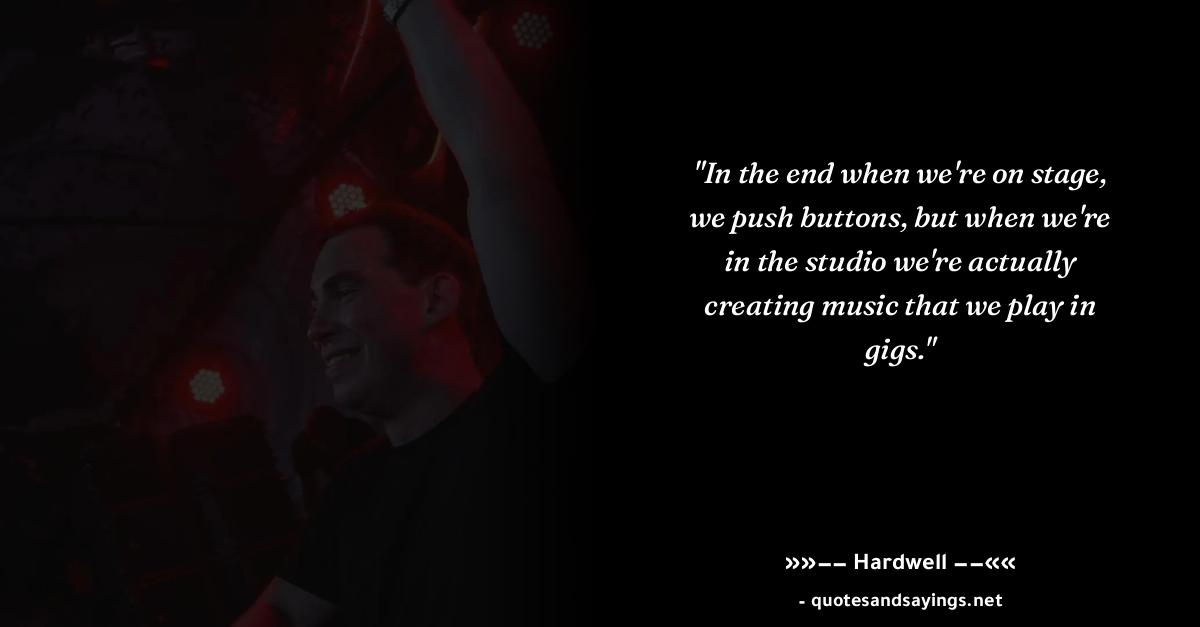 "In the end when we're on stage,
we push buttons, but when we're
in the studio we're actually
creating music that we play in
gigs."
»»−− Hardwell −−««
- quotesandsayings.net